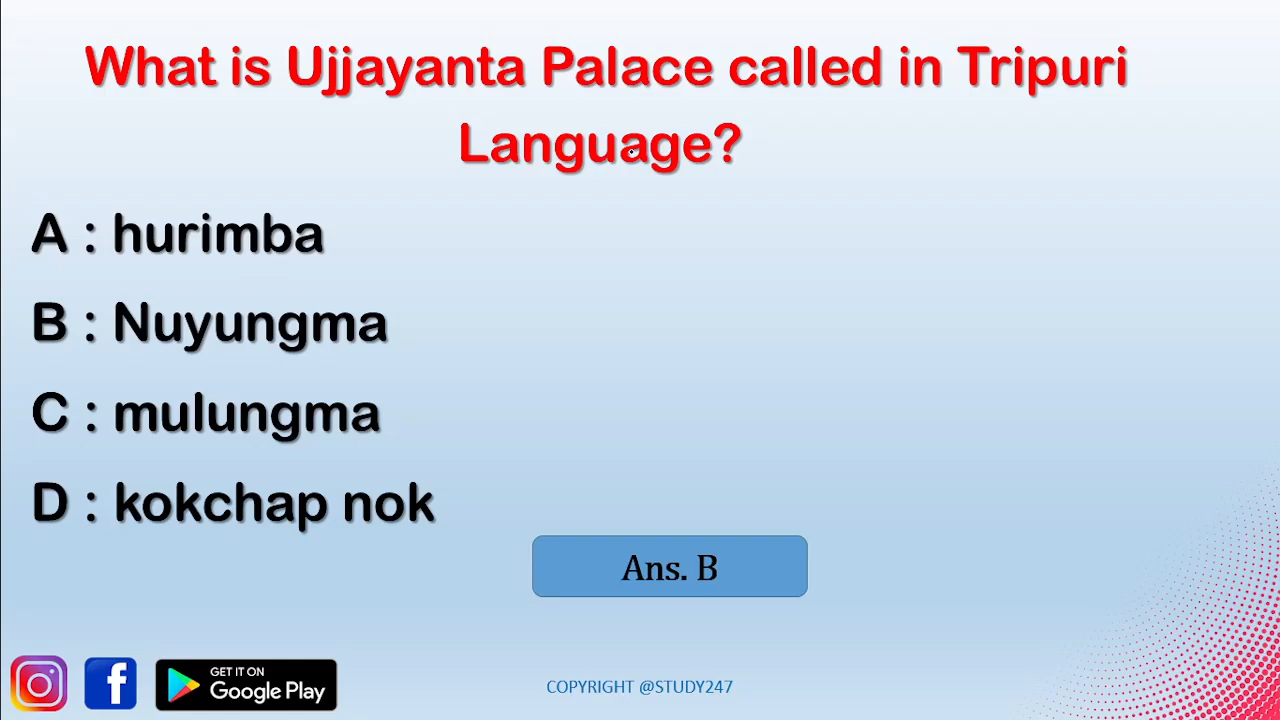 What is Ujjayanta Palace called in Tripuri
Language?
A : hurimba
B : Nuyungma
C : mulungma
D : kokchap nok
Ans. B
GET IT ON
Google Play
COPYRIGHT @STUDY247